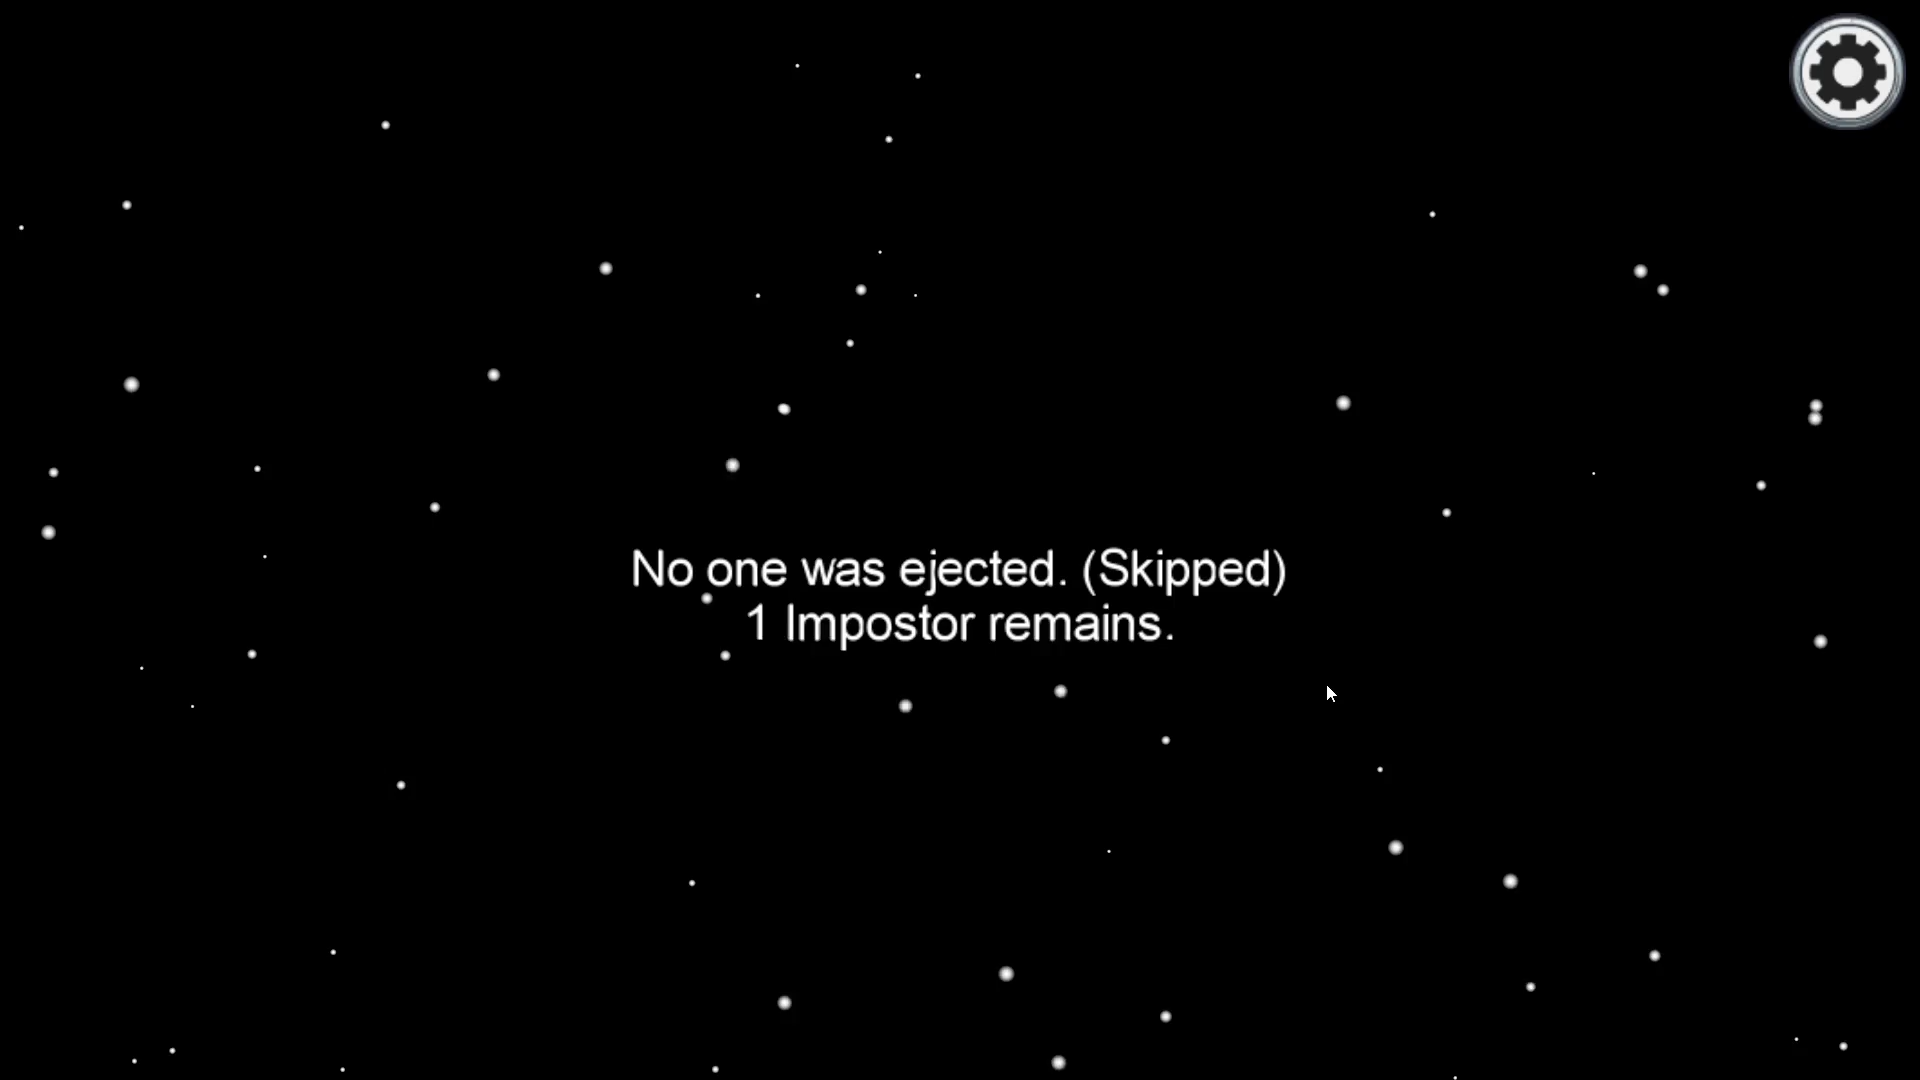 No one was ejected. (Skipped)
1 Impostor remains.